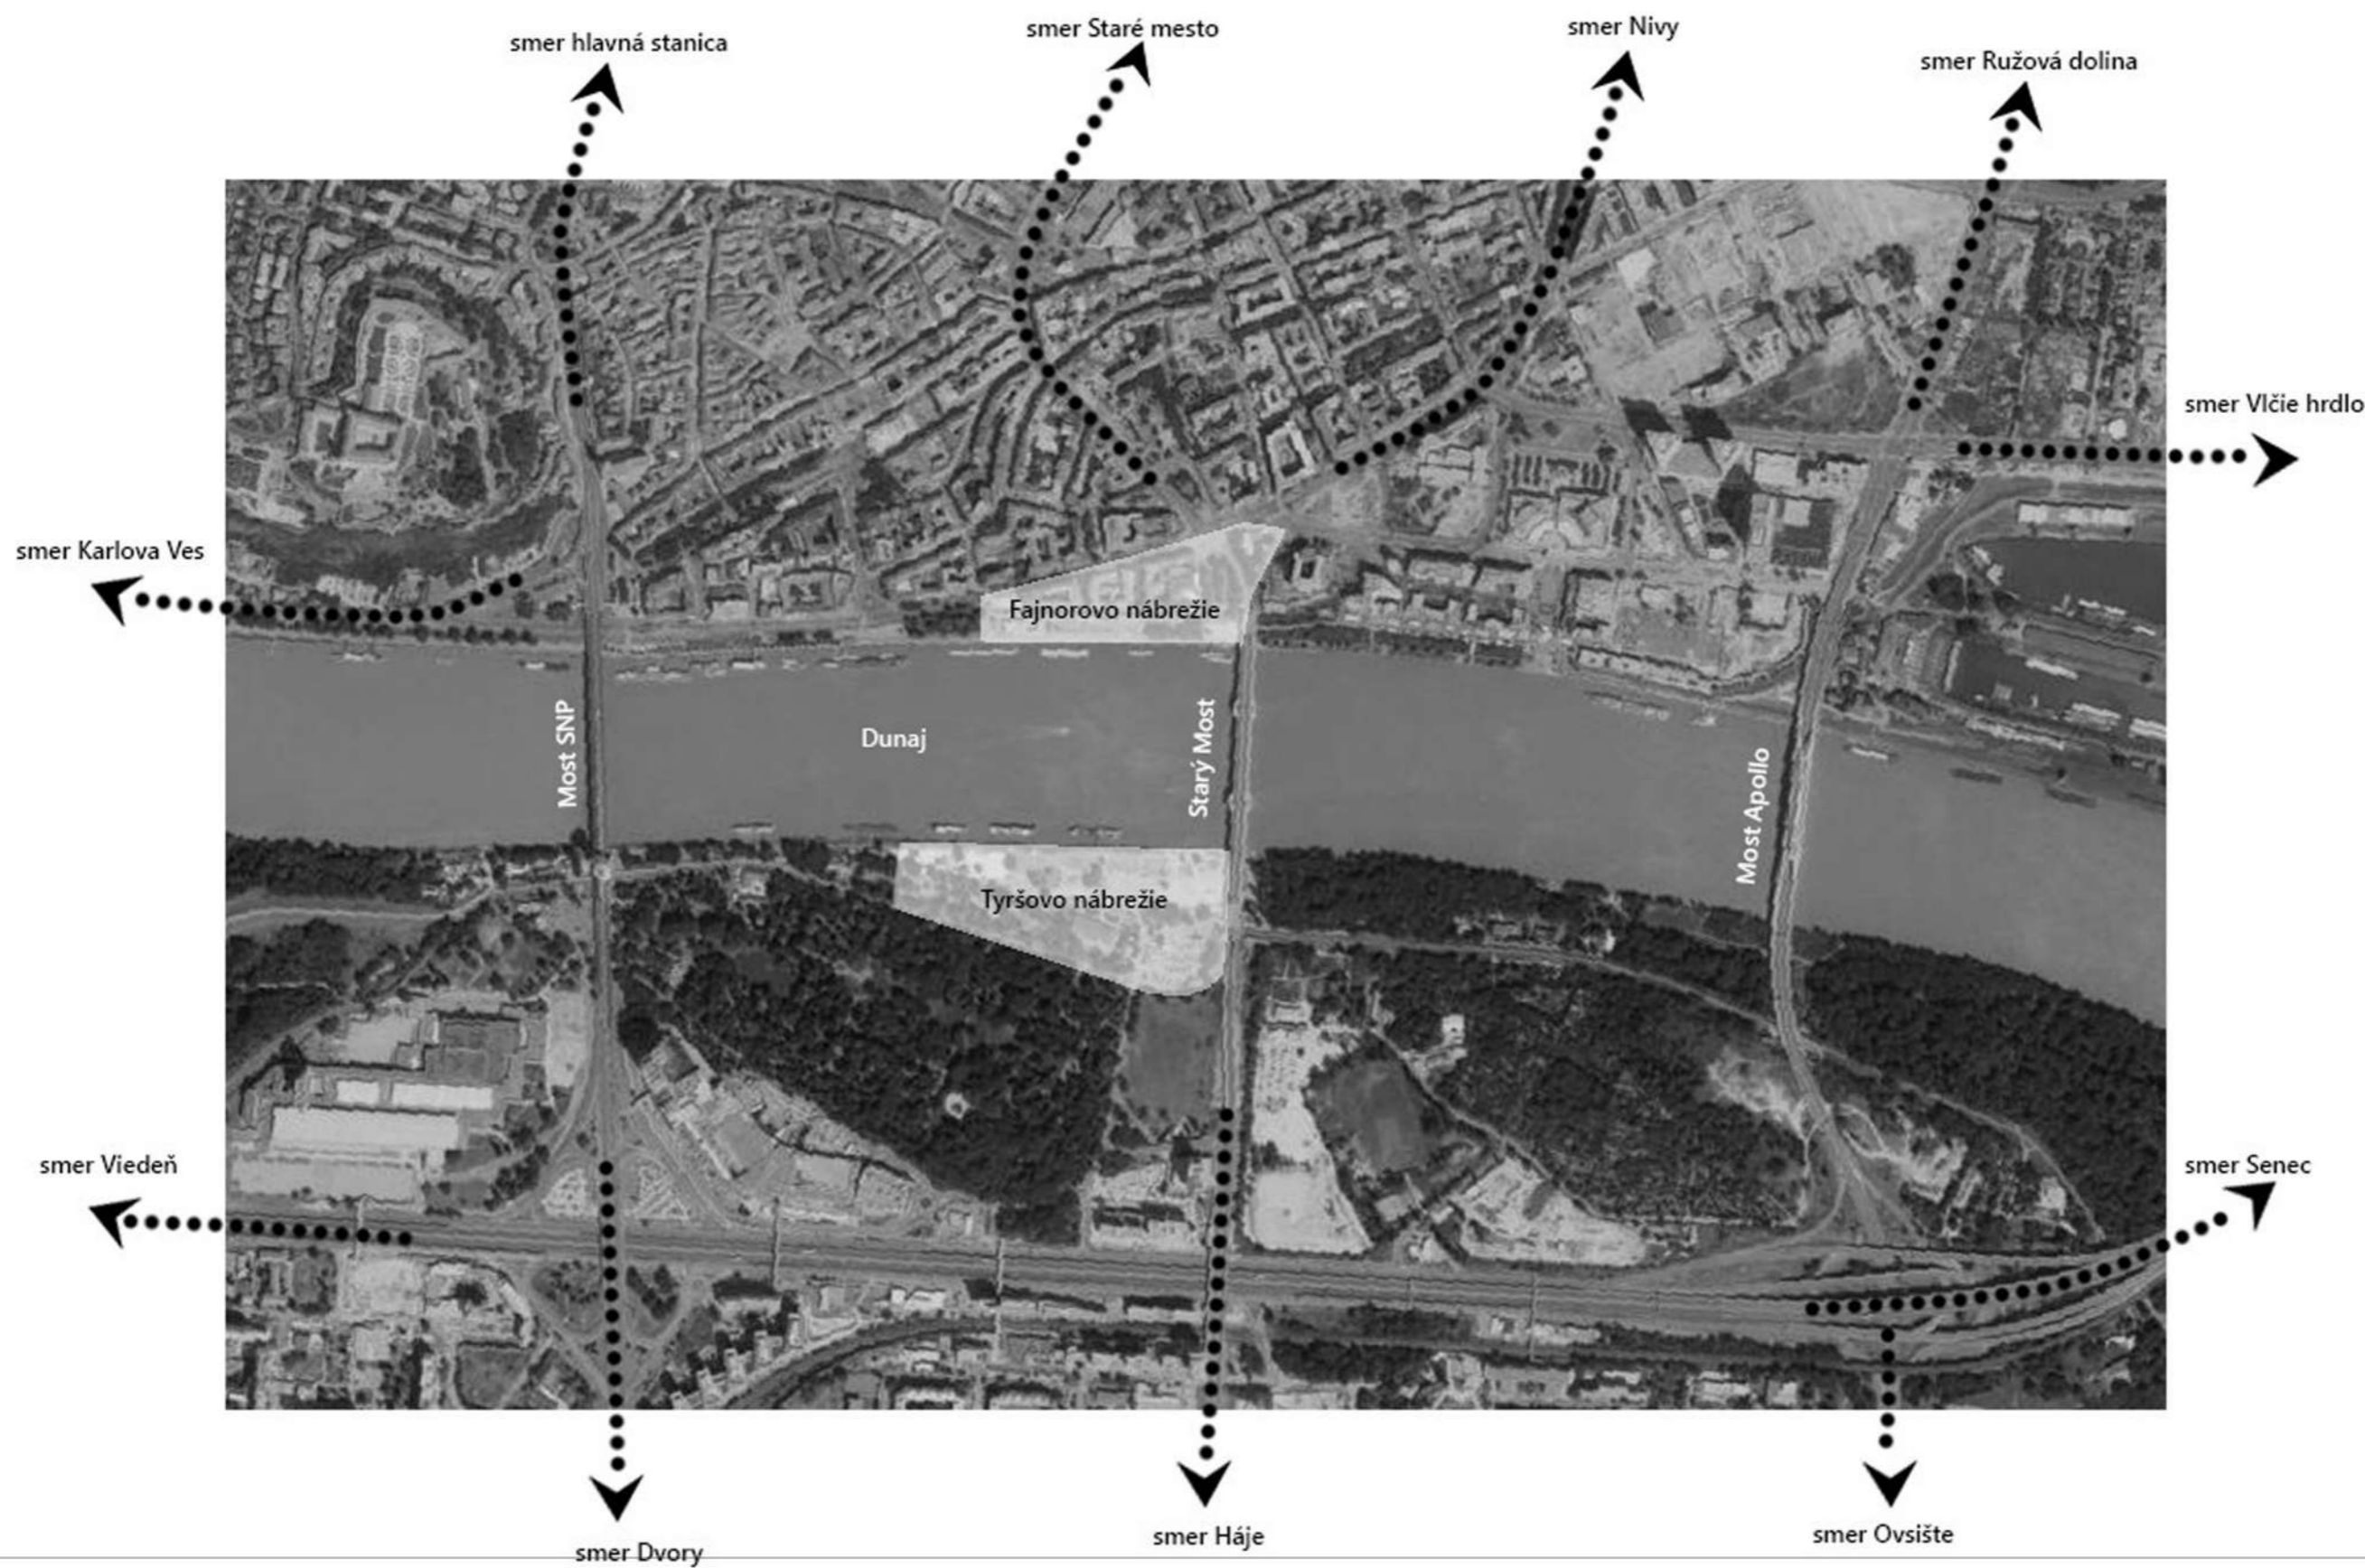 smer hlavná stanica
smer Staré mesto
smer Nivy
smer Ružová dolina
smer Vlčie hrdlo
smer Karlova Ves
Fajnorovo nábrežie
Most SNP
Dunaj
Starý Most
Most Apollo
Tyršovo nábrežie
smer Viedeň
smer Senec
smer Dvory
smer Háje
smer Ovsište